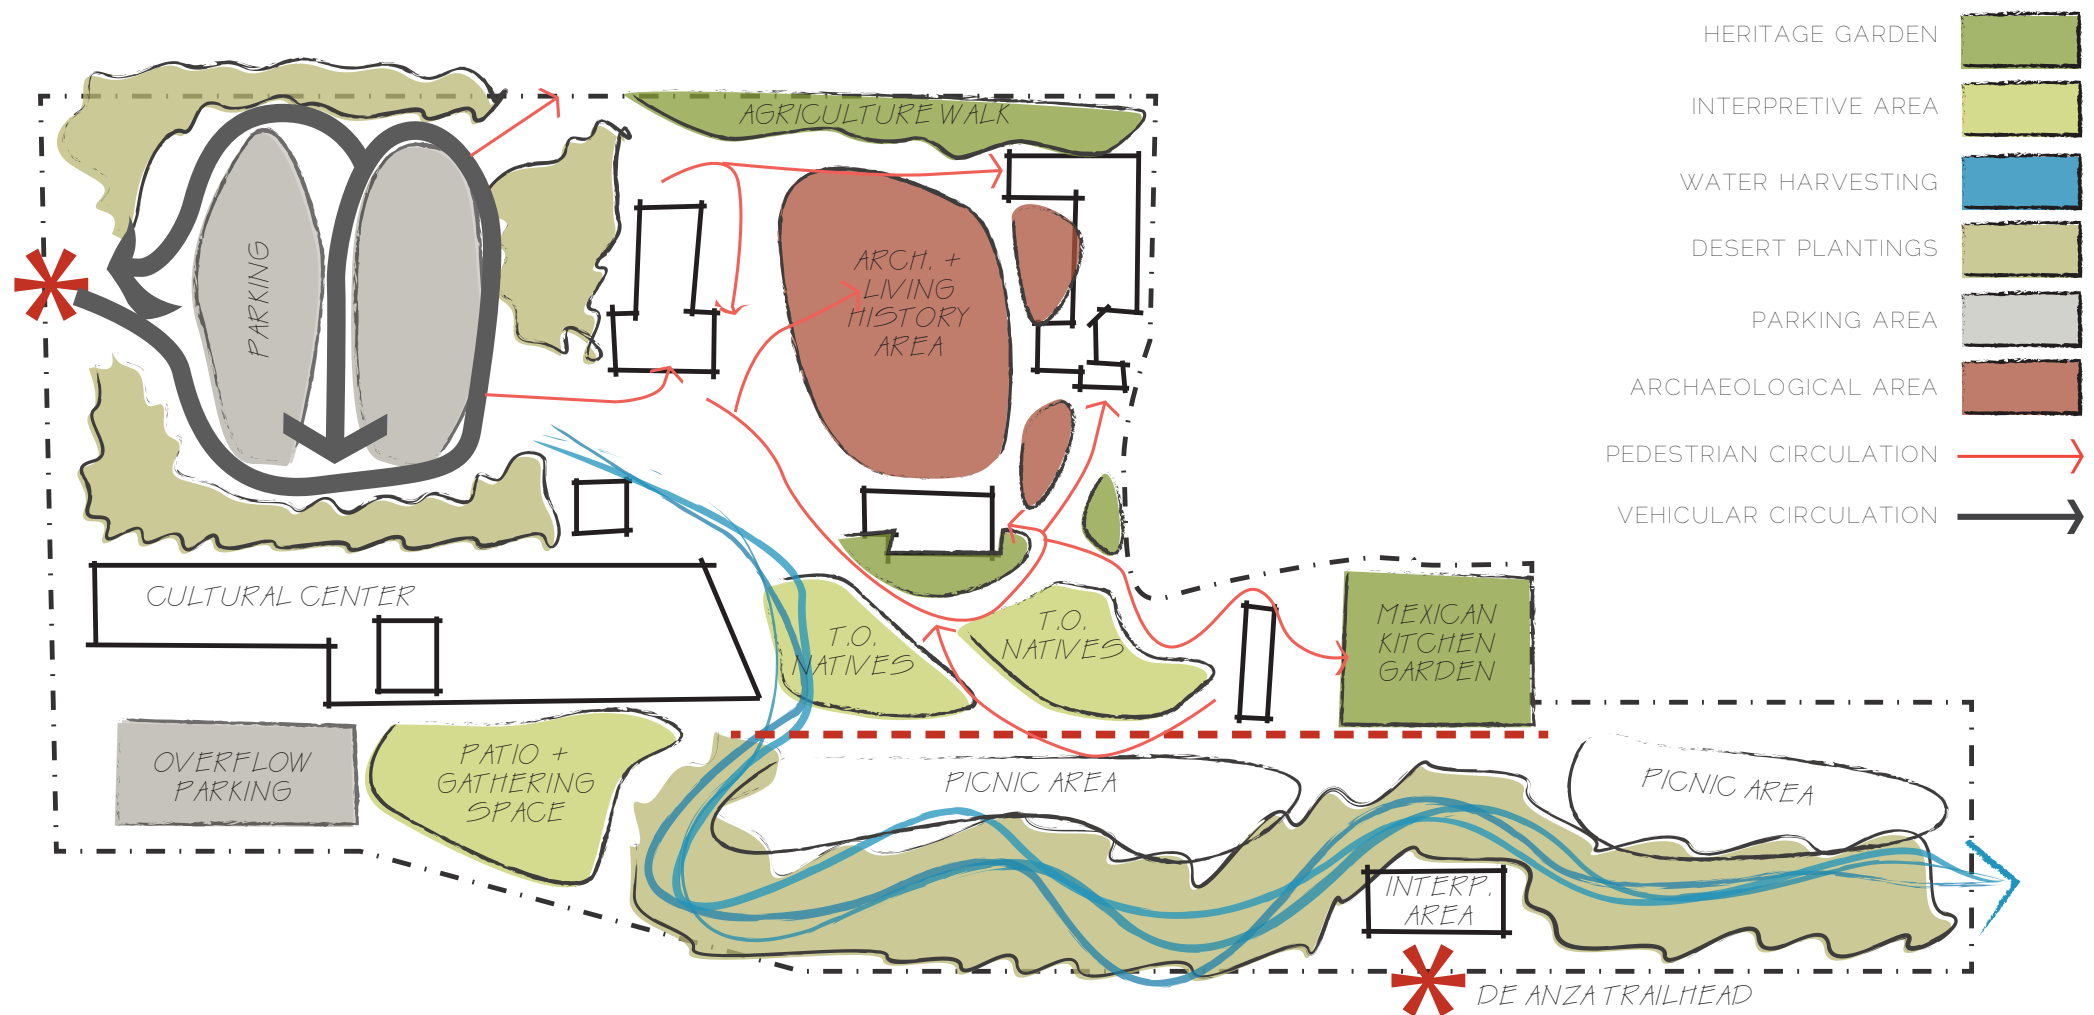 HERITAGE GARDEN
INTERPRETIVE AREA
WATER HARVESTING
DESERT PLANTINGS
PARKING AREA
ARCHAEOLOGICAL AREA
PEDESTRIAN CIRCULATION
VEHICULAR CIRCULATION
AGRICULTURE WALK
PARKING
ARCH. +
LIVING
HISTORY
AREA
CULTURAL CENTER
T.O.
NATIVES
T.O.
NATIVES
MEXICAN
KITCHEN
GARDEN
OVERFLOW
PARKING
PATIO +
GATHERING
SPACE
PICNIC AREA
PICNIC AREA
INTERP.
AREA
DE ANZA TRAILHEAD